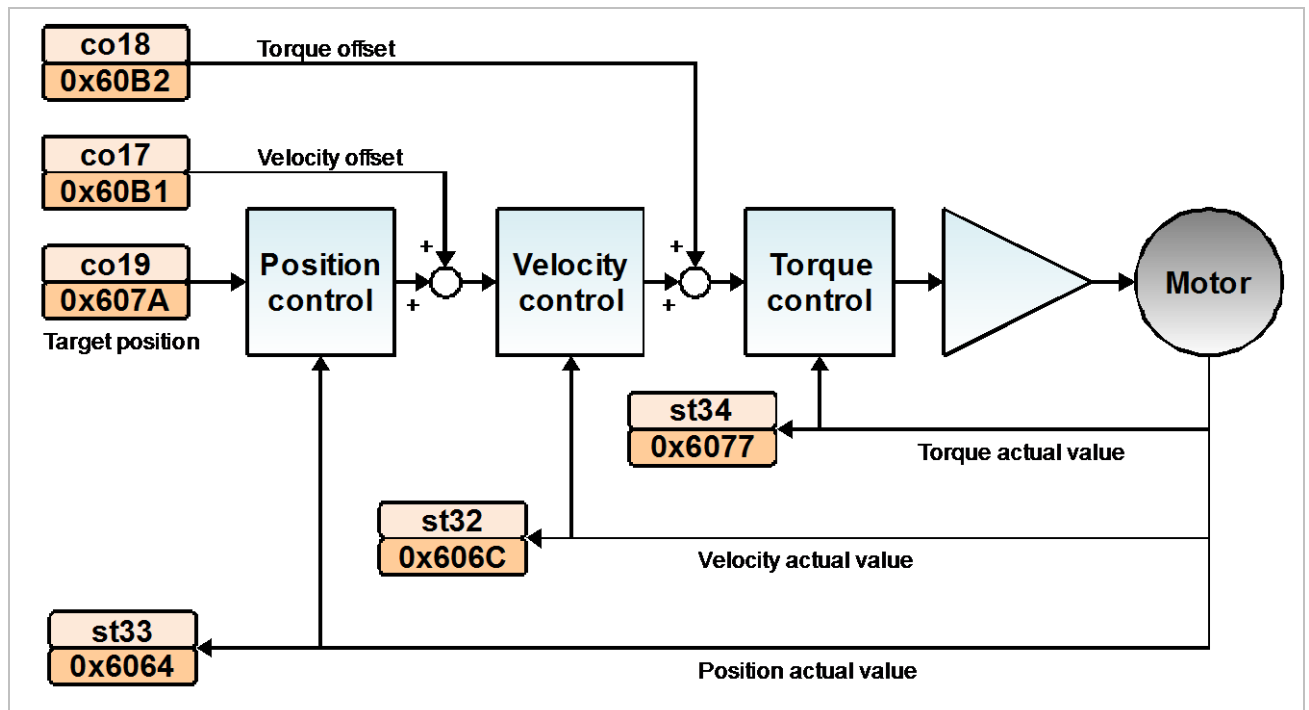 co18
0x60B2
Torque offset
co17
0x60B1
Velocity offset
co19
0x607A
Target position
Position
control
+
+
Velocity
control
+
+
Torque
control
Motor
st34
0x6077
Torque actual value
st32
0x606C
Velocity actual value
st33
0x6064
Position actual value